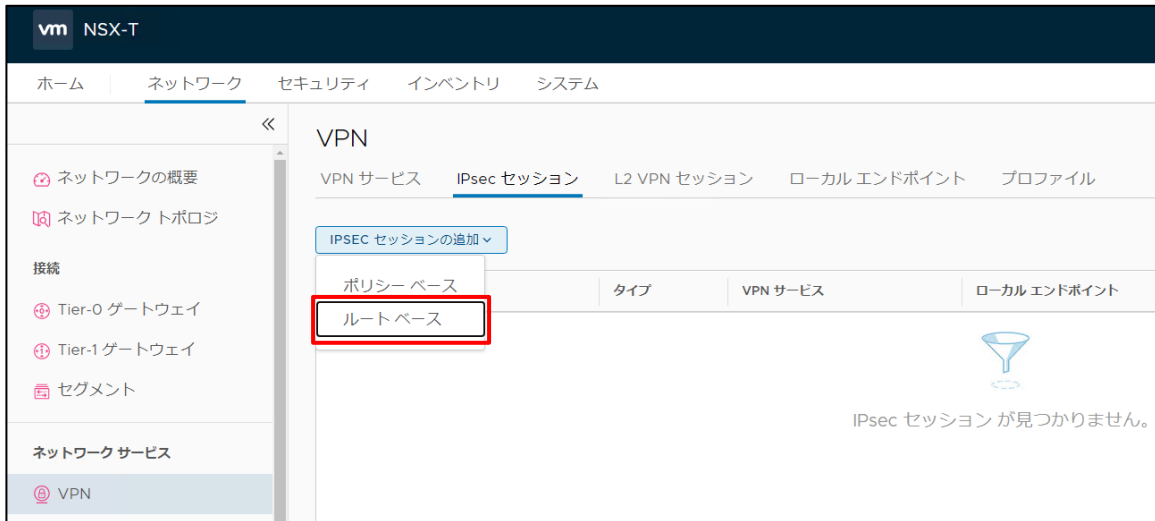 vm NSX-T
ホーム ネットワーク セキュリティ インベントリ システム
ネットワークの概要
ネットワーク トポロジ
接続
Tier-0 ゲートウェイ
Tier-1 ゲートウェイ
セグメント
ネットワーク サービス
VPN
VPN
VPN サービス IPsec セッション L2 VPN セッション ローカル エンドポイント プロファイル
IPSEC セッションの追加
ポリシー ベース
ルート ベース
タイプ VPN サービス ローカル エンドポイント
IPsec セッション が見つかりません。